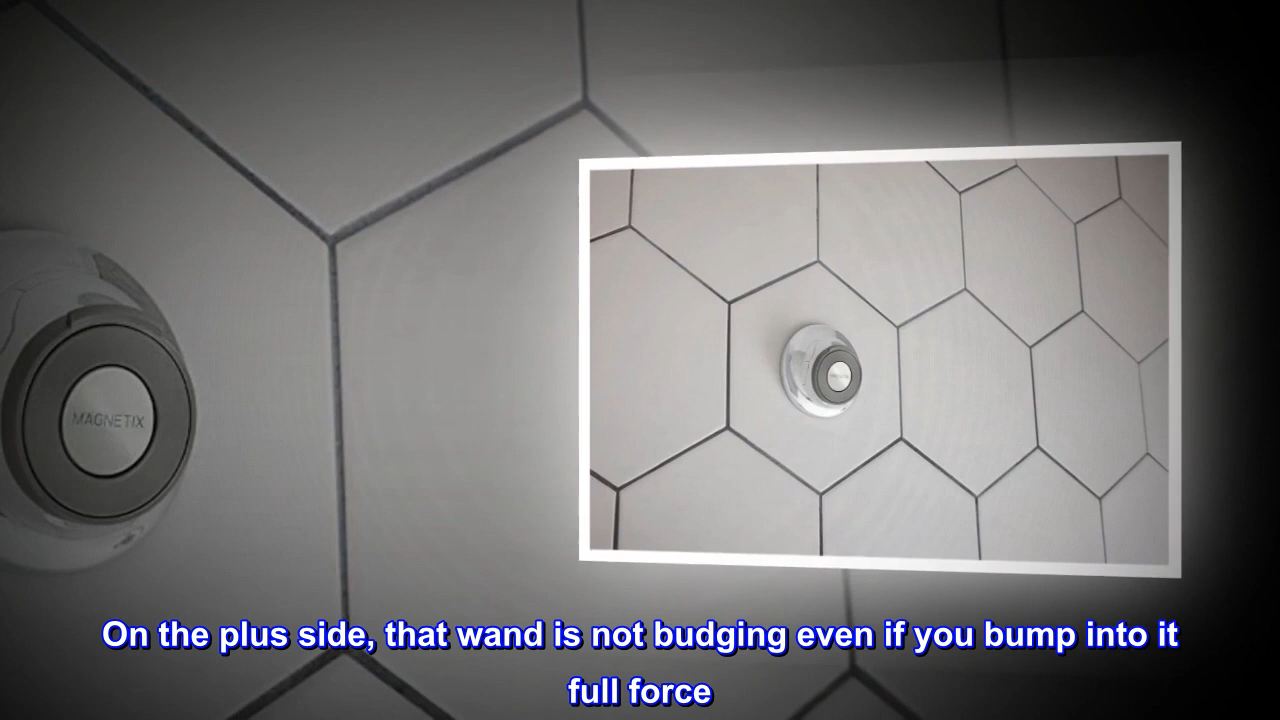 MAGNETIX
On the plus side, that wand is not budging even if you bump into it
full force